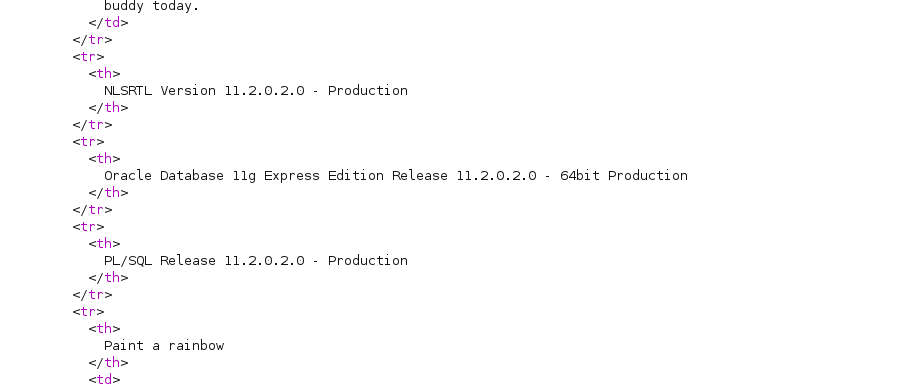 buddy today.
</td>
</tr>
<tr>
<th>
NLSRTL Version 11.2.0.2.0 - Production
</th>
</tr>
<tr>
<th>
Oracle Database 11g Express Edition Release 11.2.0.2.0 - 64bit Production
</th>
</tr>
<tr>
<th>
PL/SQL Release 11.2.0.2.0 - Production
</th>
</tr>
<tr>
<th>
Paint a rainbow
</th>
<td>